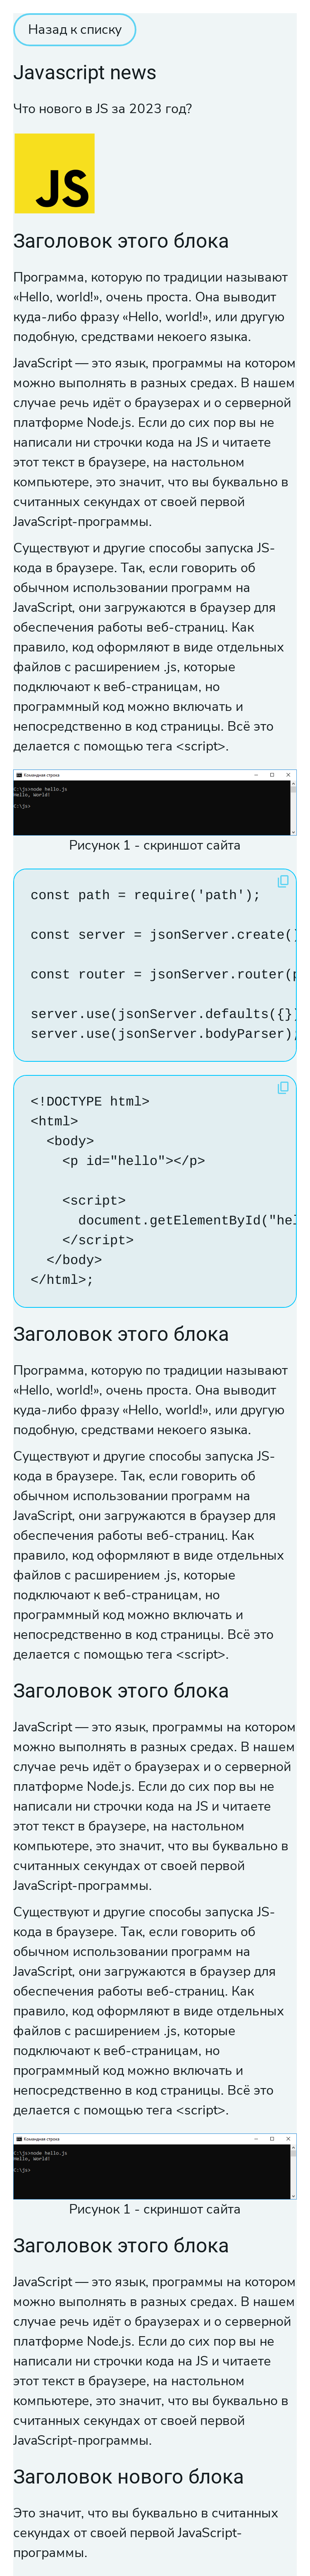 Назад к списку
Javascript news
Что нового в JS за 2023 год?
JS
Заголовок этого блока
Программа, которую по традиции называют
«Hello, world!», очень проста. Она выводит
куда-либо фразу «Hello, world!», или другую
подобную, средствами некоего языка.
JavaScript — это язык, программы на котором
можно выполнять в разных средах. В нашем
случае речь идёт о браузерах и о серверной
платформе Node.js. Если до сих пор вы не
написали ни строчки кода на JS и читаете
этот текст в браузере, на настольном
компьютере, это значит, что вы буквально в
считанных секундах от своей первой
JavaScript-программы.
Существуют и другие способы запуска JS-
кода в браузере. Так, если говорить об
обычном использовании программ на
JavaScript, они загружаются в браузер для
обеспечения работы веб-страниц. Как
правило, код оформляют в виде отдельных
файлов с расширением .js, которые
подключают к веб-страницам, но
программный код можно включать и
непосредственно в код страницы. Всё это
делается с помощью тега <script>.
Командная строка
C:\js>node hello.js
Hello, World!
C:\js>
Рисунок 1 - скриншот сайта
const path = require('path');
const server = jsonServer.create()
const router = jsonServer.router(p
server.use(jsonServer.defaults({})
server.use(jsonServer.bodyParser);
<!DOCTYPE html>
<html>
<body>
<p id="hello"></p>
<script>
document.getElementById("hel
</script>
</body>
</html>;
Заголовок этого блока
Программа, которую по традиции называют
«Hello, world!», очень проста. Она выводит
куда-либо фразу «Hello, world!», или другую
подобную, средствами некоего языка.
Существуют и другие способы запуска JS-
кода в браузере. Так, если говорить об
обычном использовании программ на
JavaScript, они загружаются в браузер для
обеспечения работы веб-страниц. Как
правило, код оформляют в виде отдельных
файлов с расширением .js, которые
подключают к веб-страницам, но
программный код можно включать и
непосредственно в код страницы. Всё это
делается с помощью тега <script>.
Заголовок этого блока
JavaScript — это язык, программы на котором
можно выполнять в разных средах. В нашем
случае речь идёт о браузерах и о серверной
платформе Node.js. Если до сих пор вы не
написали ни строчки кода на JS и читаете
этот текст в браузере, на настольном
компьютере, это значит, что вы буквально в
считанных секундах от своей первой
JavaScript-программы.
Существуют и другие способы запуска JS-
кода в браузере. Так, если говорить об
обычном использовании программ на
JavaScript, они загружаются в браузер для
обеспечения работы веб-страниц. Как
правило, код оформляют в виде отдельных
файлов с расширением .js, которые
подключают к веб-страницам, но
программный код можно включать и
непосредственно в код страницы. Всё это
делается с помощью тега <script>.
Командная строка
C:\js>node hello.js
Hello, World!
C:\js>
Рисунок 1 - скриншот сайта
Заголовок этого блока
JavaScript — это язык, программы на котором
можно выполнять в разных средах. В нашем
случае речь идёт о браузерах и о серверной
платформе Node.js. Если до сих пор вы не
написали ни строчки кода на JS и читаете
этот текст в браузере, на настольном
компьютере, это значит, что вы буквально в
считанных секундах от своей первой
JavaScript-программы.
Заголовок нового блока
Это значит, что вы буквально в считанных
секундах от своей первой JavaScript-
программы.